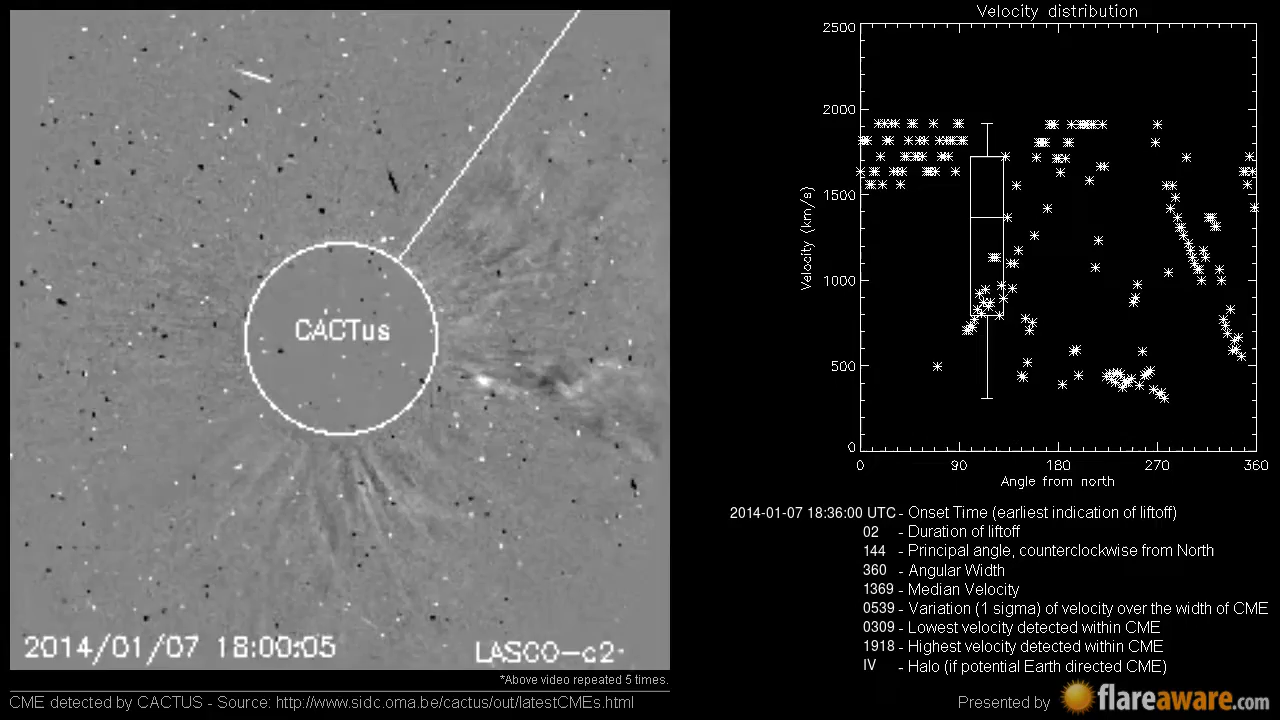 CACTus
2014/01/07 18:00:05
LASCO-c2
*Above video repeated 5 times.
CME detected by CACTUS - Source: http://www.sidc.oma.be/cactus/out/latestCMEs.html
Velocity distribution
2500
2000
1500
1000
500
0
Velocity (km/s)
0 90 180 270 360
Angle from north
2014-01-07 18:36:00 UTC - Onset Time (earliest indication of liftoff)
02 - Duration of liftoff
144 - Principal angle, counterclockwise from North
360 - Angular Width
1369 - Median Velocity
0539 - Variation (1 sigma) of velocity over the width of CME
0309 - Lowest velocity detected within CME
1918 - Highest velocity detected within CME
IV - Halo (if potential Earth directed CME)
Presented by flareaware.com